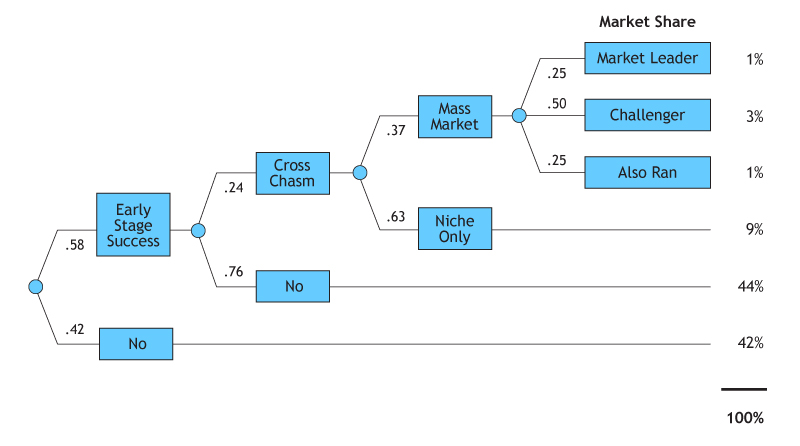 Market Share
Market Leader
1%
.25
Mass
Market
.50
Challenger
3%
.37
Cross
Chasm
.25
Also Ran
1%
.24
Early
Stage
Success
.63
Niche
Only
9%
.58
.76
No
44%
.42
No
42%
100%